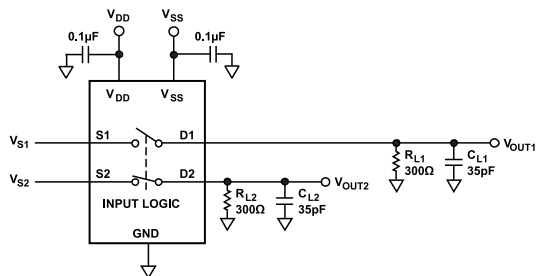 VDD VSS
0.1μF 0.1μF
VDD VSS
VS1 S1 D1 VOUT1
RL1 300Ω
CL1 35pF
VS2 S2 D2 VOUT2
RL2 300Ω
CL2 35pF
INPUT LOGIC
GND